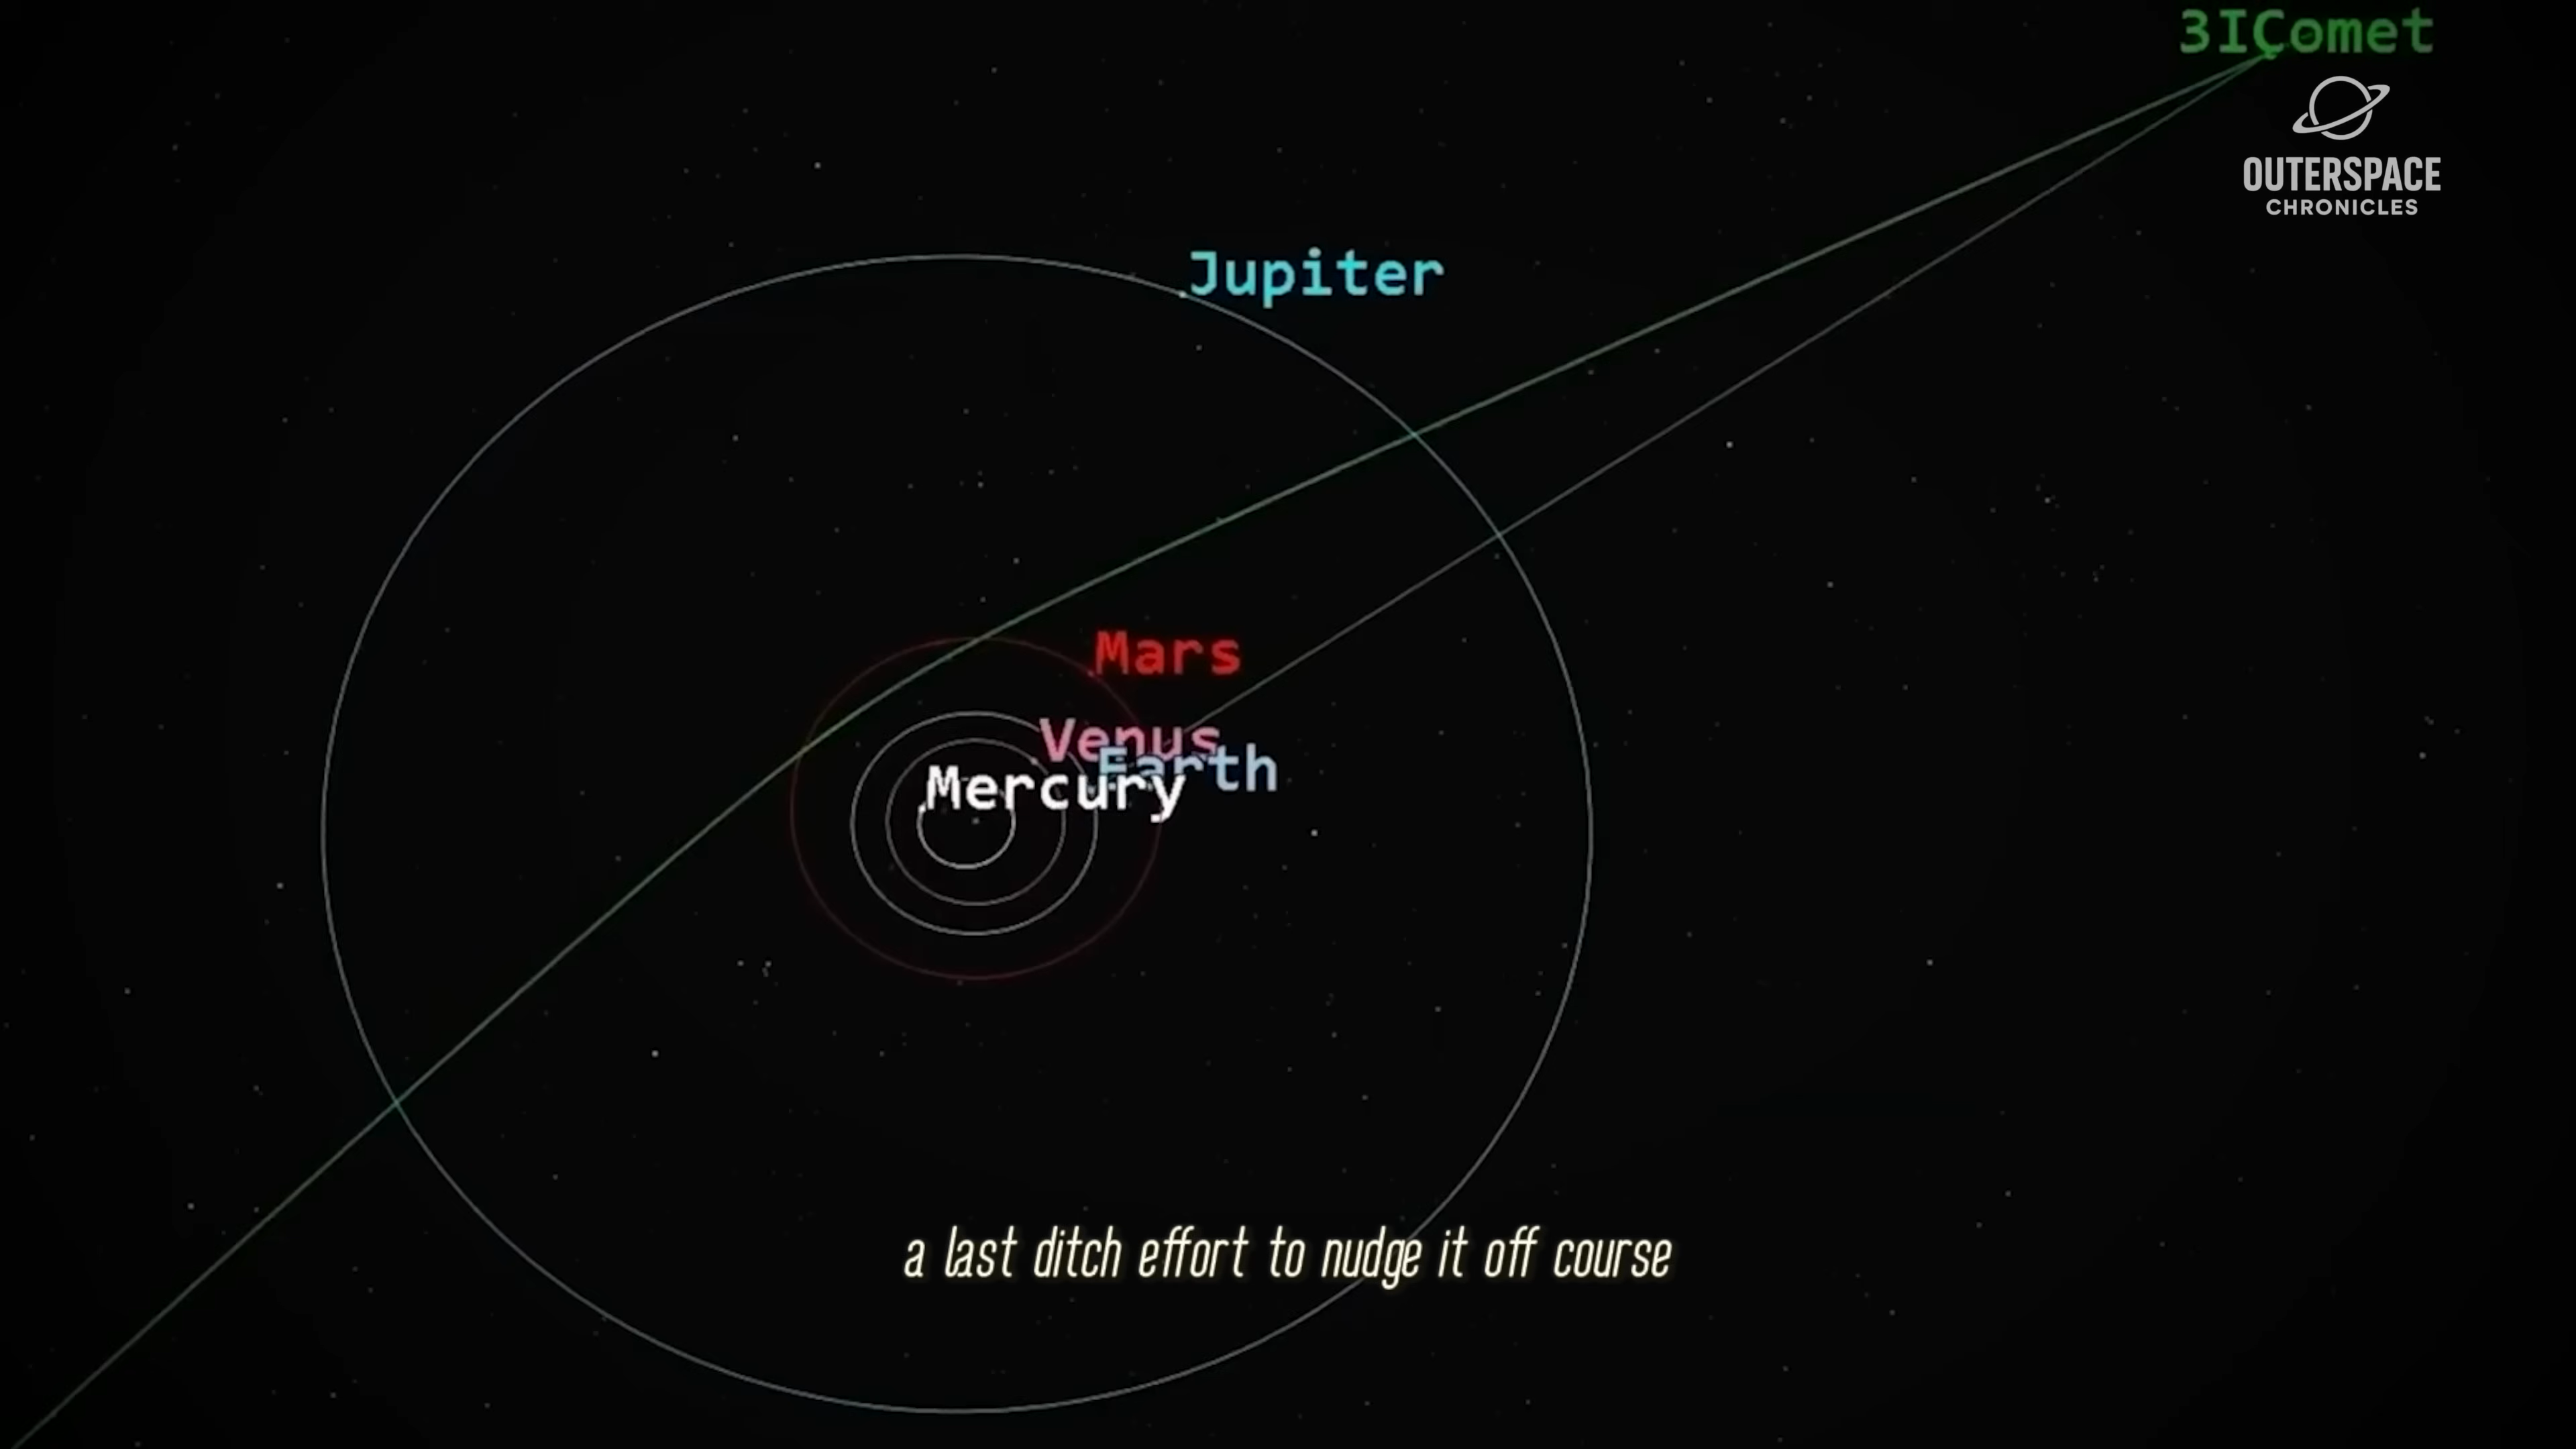 3IComet
OUTERSPACE
CHRONICLES
Jupiter
Mars
Venus
Earth
Mercury
a last ditch effort to nudge it off course